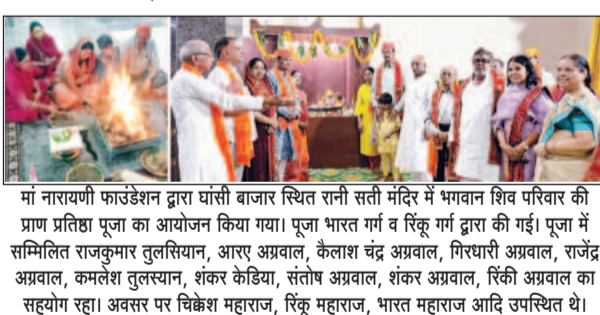 मां नारायणी फाउंडेशन द्वारा घांसी बाजार स्थित रानी सती मंदिर में भगवान शिव परिवार की
प्राण प्रतिष्ठा पूजा का आयोजन किया गया। पूजा भारत गर्ग व रिंकू गर्ग द्वारा की गई। पूजा में
सम्मिलित राजकुमार तुलसियान, आरए अग्रवाल, कैलाश चंद्र अग्रवाल, गिरधारी अग्रवाल, राजेंद्र
अग्रवाल, कमलेश तुलस्यान, शंकर केडिया, संतोष अग्रवाल, शंकर अग्रवाल, रिंकी अग्रवाल का
सहयोग रहा। अवसर पर चिक्केश महाराज, रिंकू महाराज, भारत महाराज आदि उपस्थित थे।